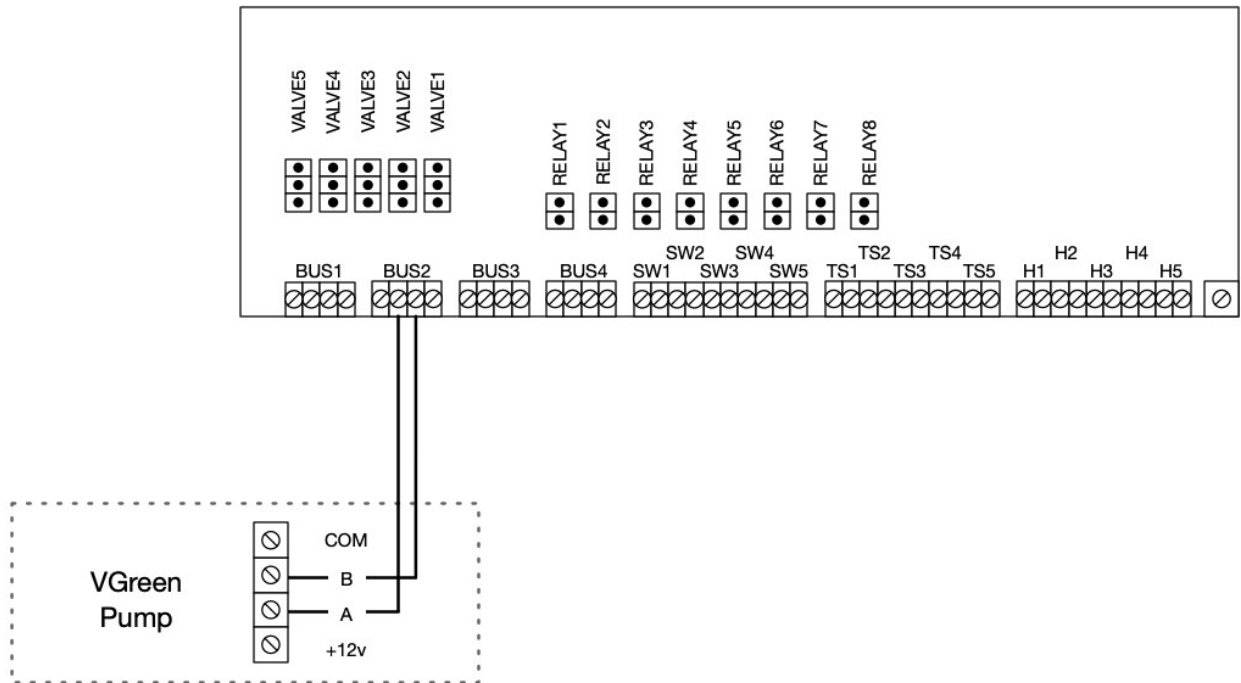 VALVE5 VALVE4 VALVE3 VALVE2 VALVE1
RELAY1 RELAY2 RELAY3 RELAY4 RELAY5 RELAY6 RELAY7 RELAY8
SW2 SW4 TS2 TS4 H2 H4
BUS1 BUS2 BUS3 BUS4 SW1 SW3 SW5 TS1 TS3 TS5 H1 H3 H5
COM
B
VGreen
Pump
A
+12v